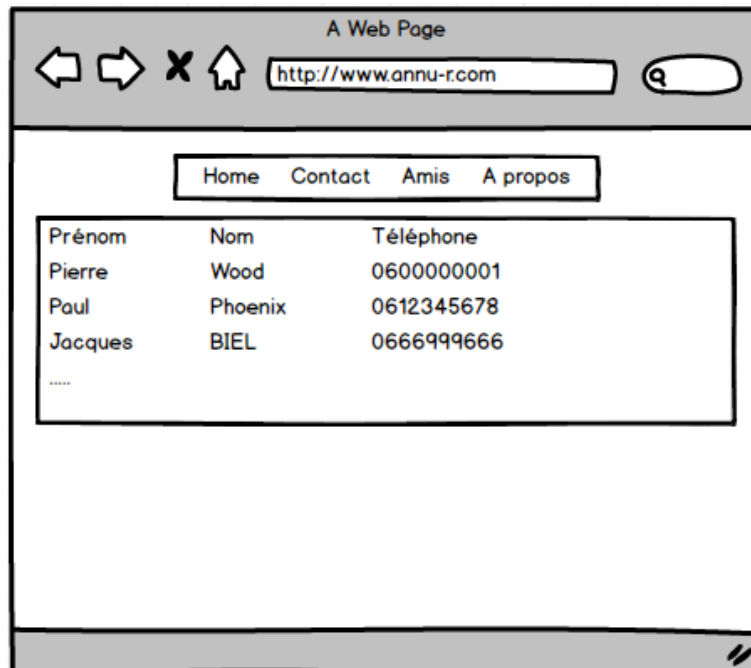 A Web Page
http://www.annu-r.com
Home Contact Amis A propos
Prénom Nom Téléphone
Pierre Wood 0600000001
Paul Phoenix 0612345678
Jacques BIEL 0666999666
.....